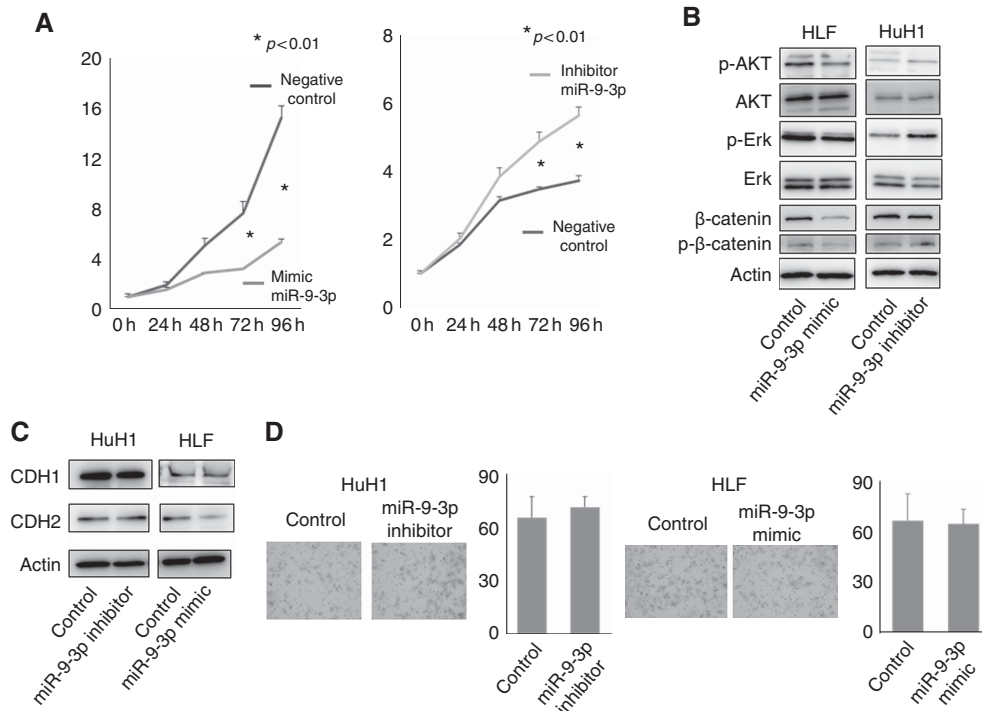 A
* p<0.01
20
16
12
8
4
0
Negative
control
*
*
Mimic
miR-9-3p
0 h 24 h 48 h 72 h 96 h
* p<0.01
8
6
4
2
0
Inhibitor
miR-9-3p
*
*
Negative
control
0 h 24 h 48 h 72 h 96 h
B
HLF HuH1
p-AKT
AKT
p-Erk
Erk
β-catenin
p-β-catenin
Actin
Control
miR-9-3p mimic
Control
miR-9-3p inhibitor
C
HuH1 HLF
CDH1
CDH2
Actin
Control
miR-9-3p inhibitor
Control
miR-9-3p mimic
D
HuH1
Control
miR-9-3p
inhibitor
90
60
30
0
Control
miR-9-3p
inhibitor
HLF
Control
miR-9-3p
mimic
90
60
30
0
Control
miR-9-3p
mimic